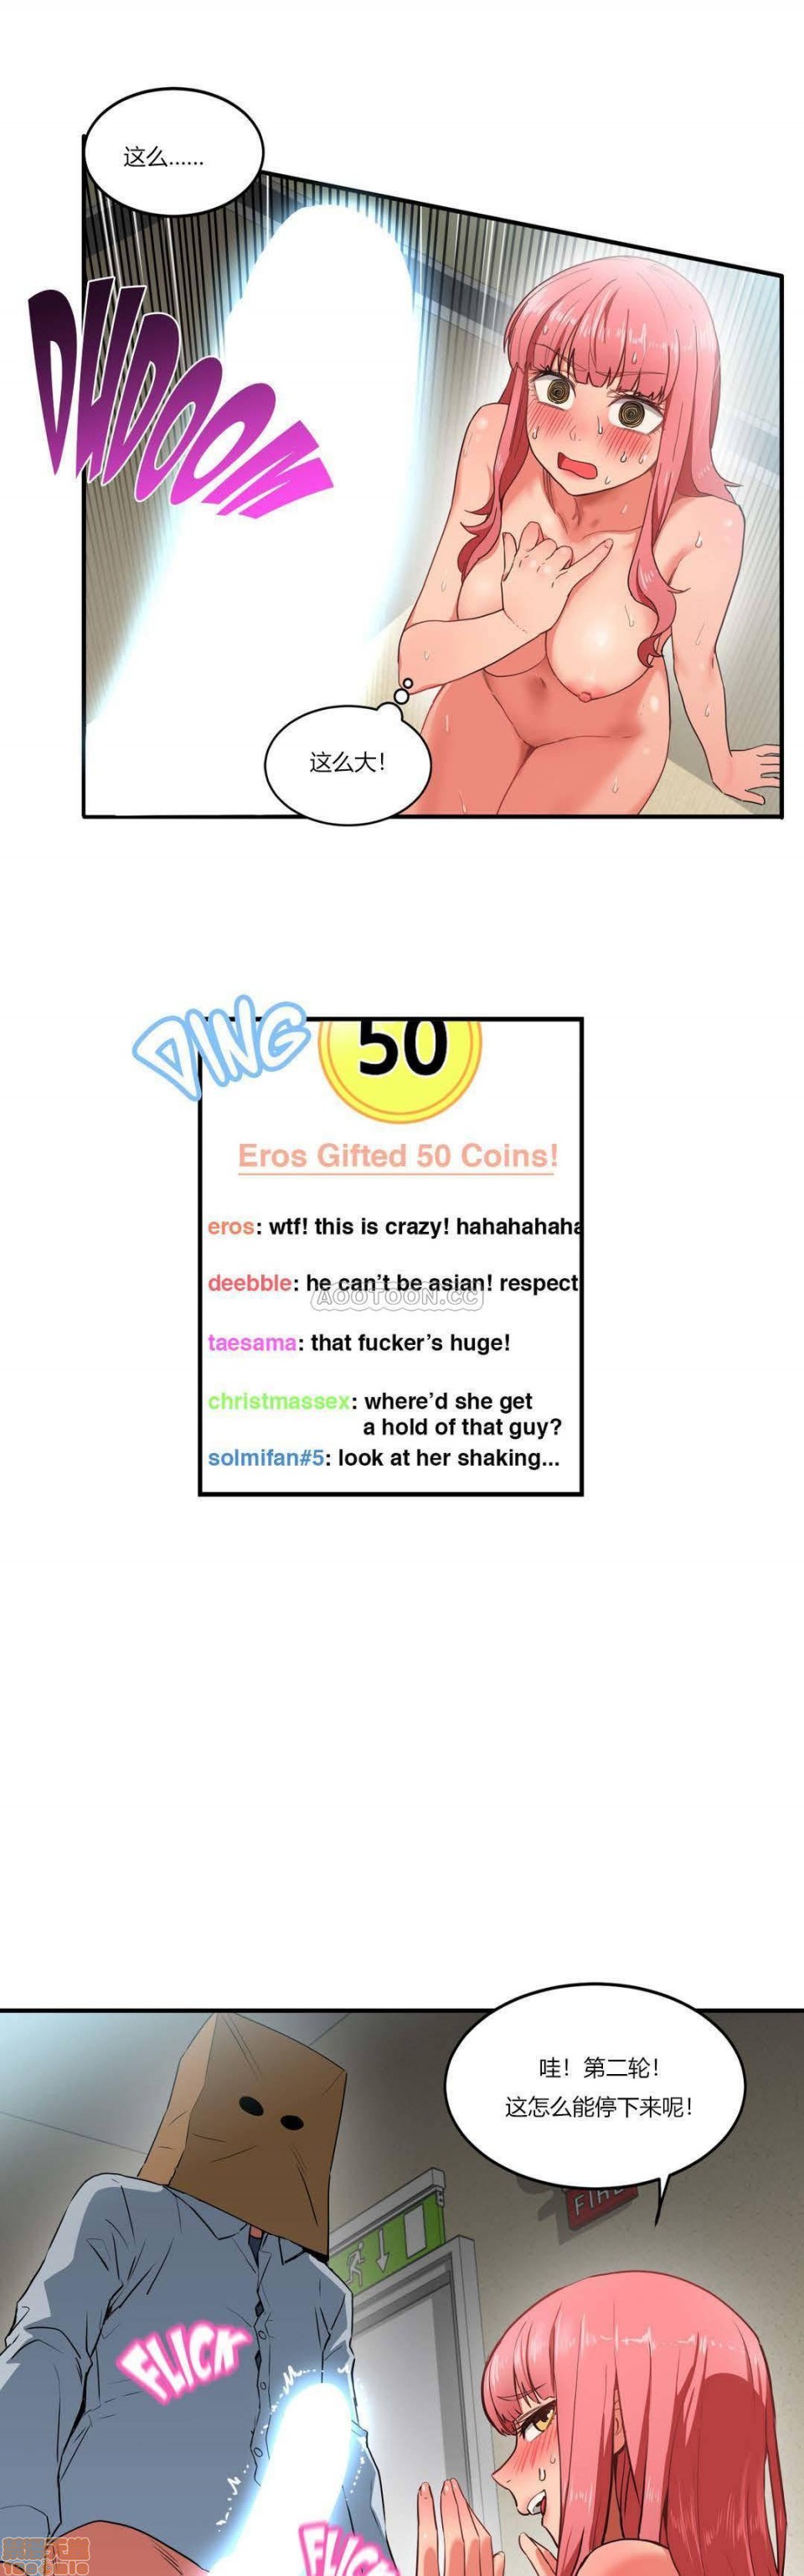 这么……
DUDOOM
这么大！
DING
50
Eros Gifted 50 Coins!
eros: wtf! this is crazy! hahahahaha
deebble: he can't be asian! respect
AOOTOON.CC
taesama: that fucker's huge!
christmassex: where'd she get
a hold of that guy?
solmifan#5: look at her shaking...
哇！第二轮！
这怎么能停下来呢！
FIRE
FLICK
FLICK